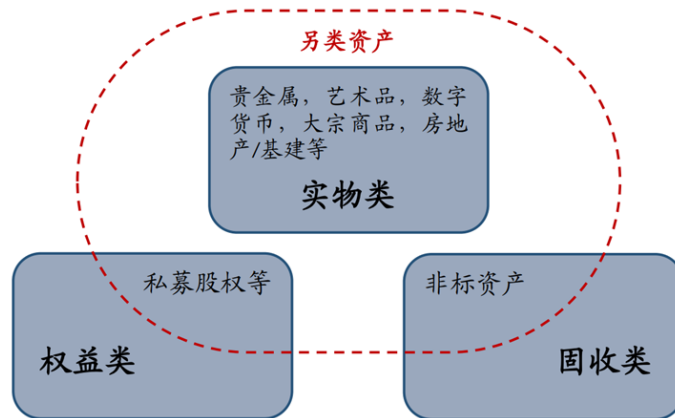 另类资产
贵金属，艺术品，数字
货币，大宗商品，房地
产/基建等
实物类
私募股权等
权益类
非标资产
固收类